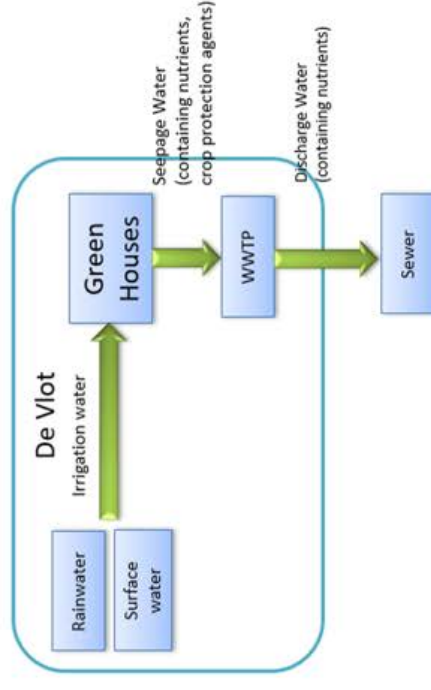 De Vlot
Rainwater
Surface
water
Irrigation water
Green
Houses
Seepage Water
(containing nutrients,
crop protection agents)
WWTP
Discharge Water
(containing nutrients)
Sewer